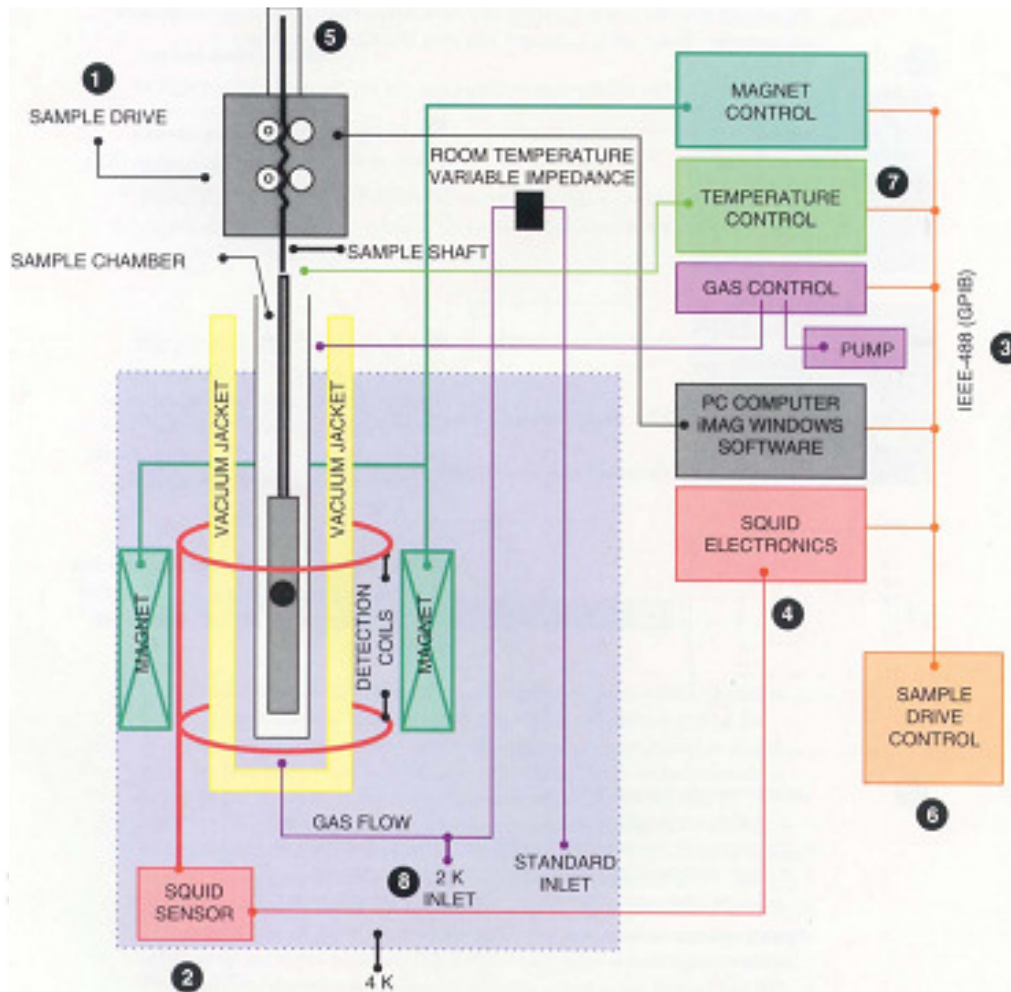 5
1
SAMPLE DRIVE
MAGNET
CONTROL
ROOM TEMPERATURE
VARIABLE IMPEDANCE
7
TEMPERATURE
CONTROL
SAMPLE SHAFT
SAMPLE CHAMBER
GAS CONTROL
PUMP
IEEE-488 (GPIB)
3
VACUUM JACKET
VACUUM JACKET
PC COMPUTER
iMAG WINDOWS
SOFTWARE
SQUID
ELECTRONICS
4
MAGNET
DETECTION
COILS
MAGNET
SAMPLE
DRIVE
CONTROL
6
GAS FLOW
8
2 K
INLET
STANDARD
INLET
SQUID
SENSOR
2
4 K